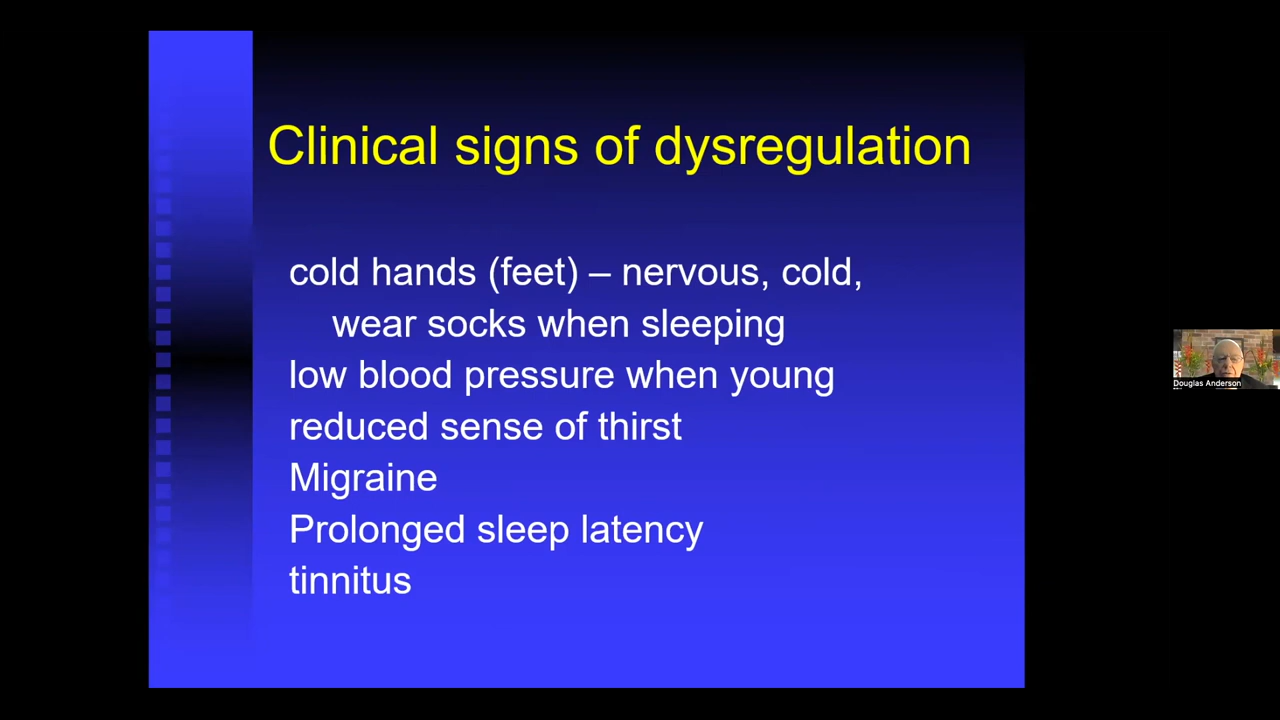 Clinical signs of dysregulation
cold hands (feet) – nervous, cold,
wear socks when sleeping
low blood pressure when young
reduced sense of thirst
Migraine
Prolonged sleep latency
tinnitus
Douglas Anderson